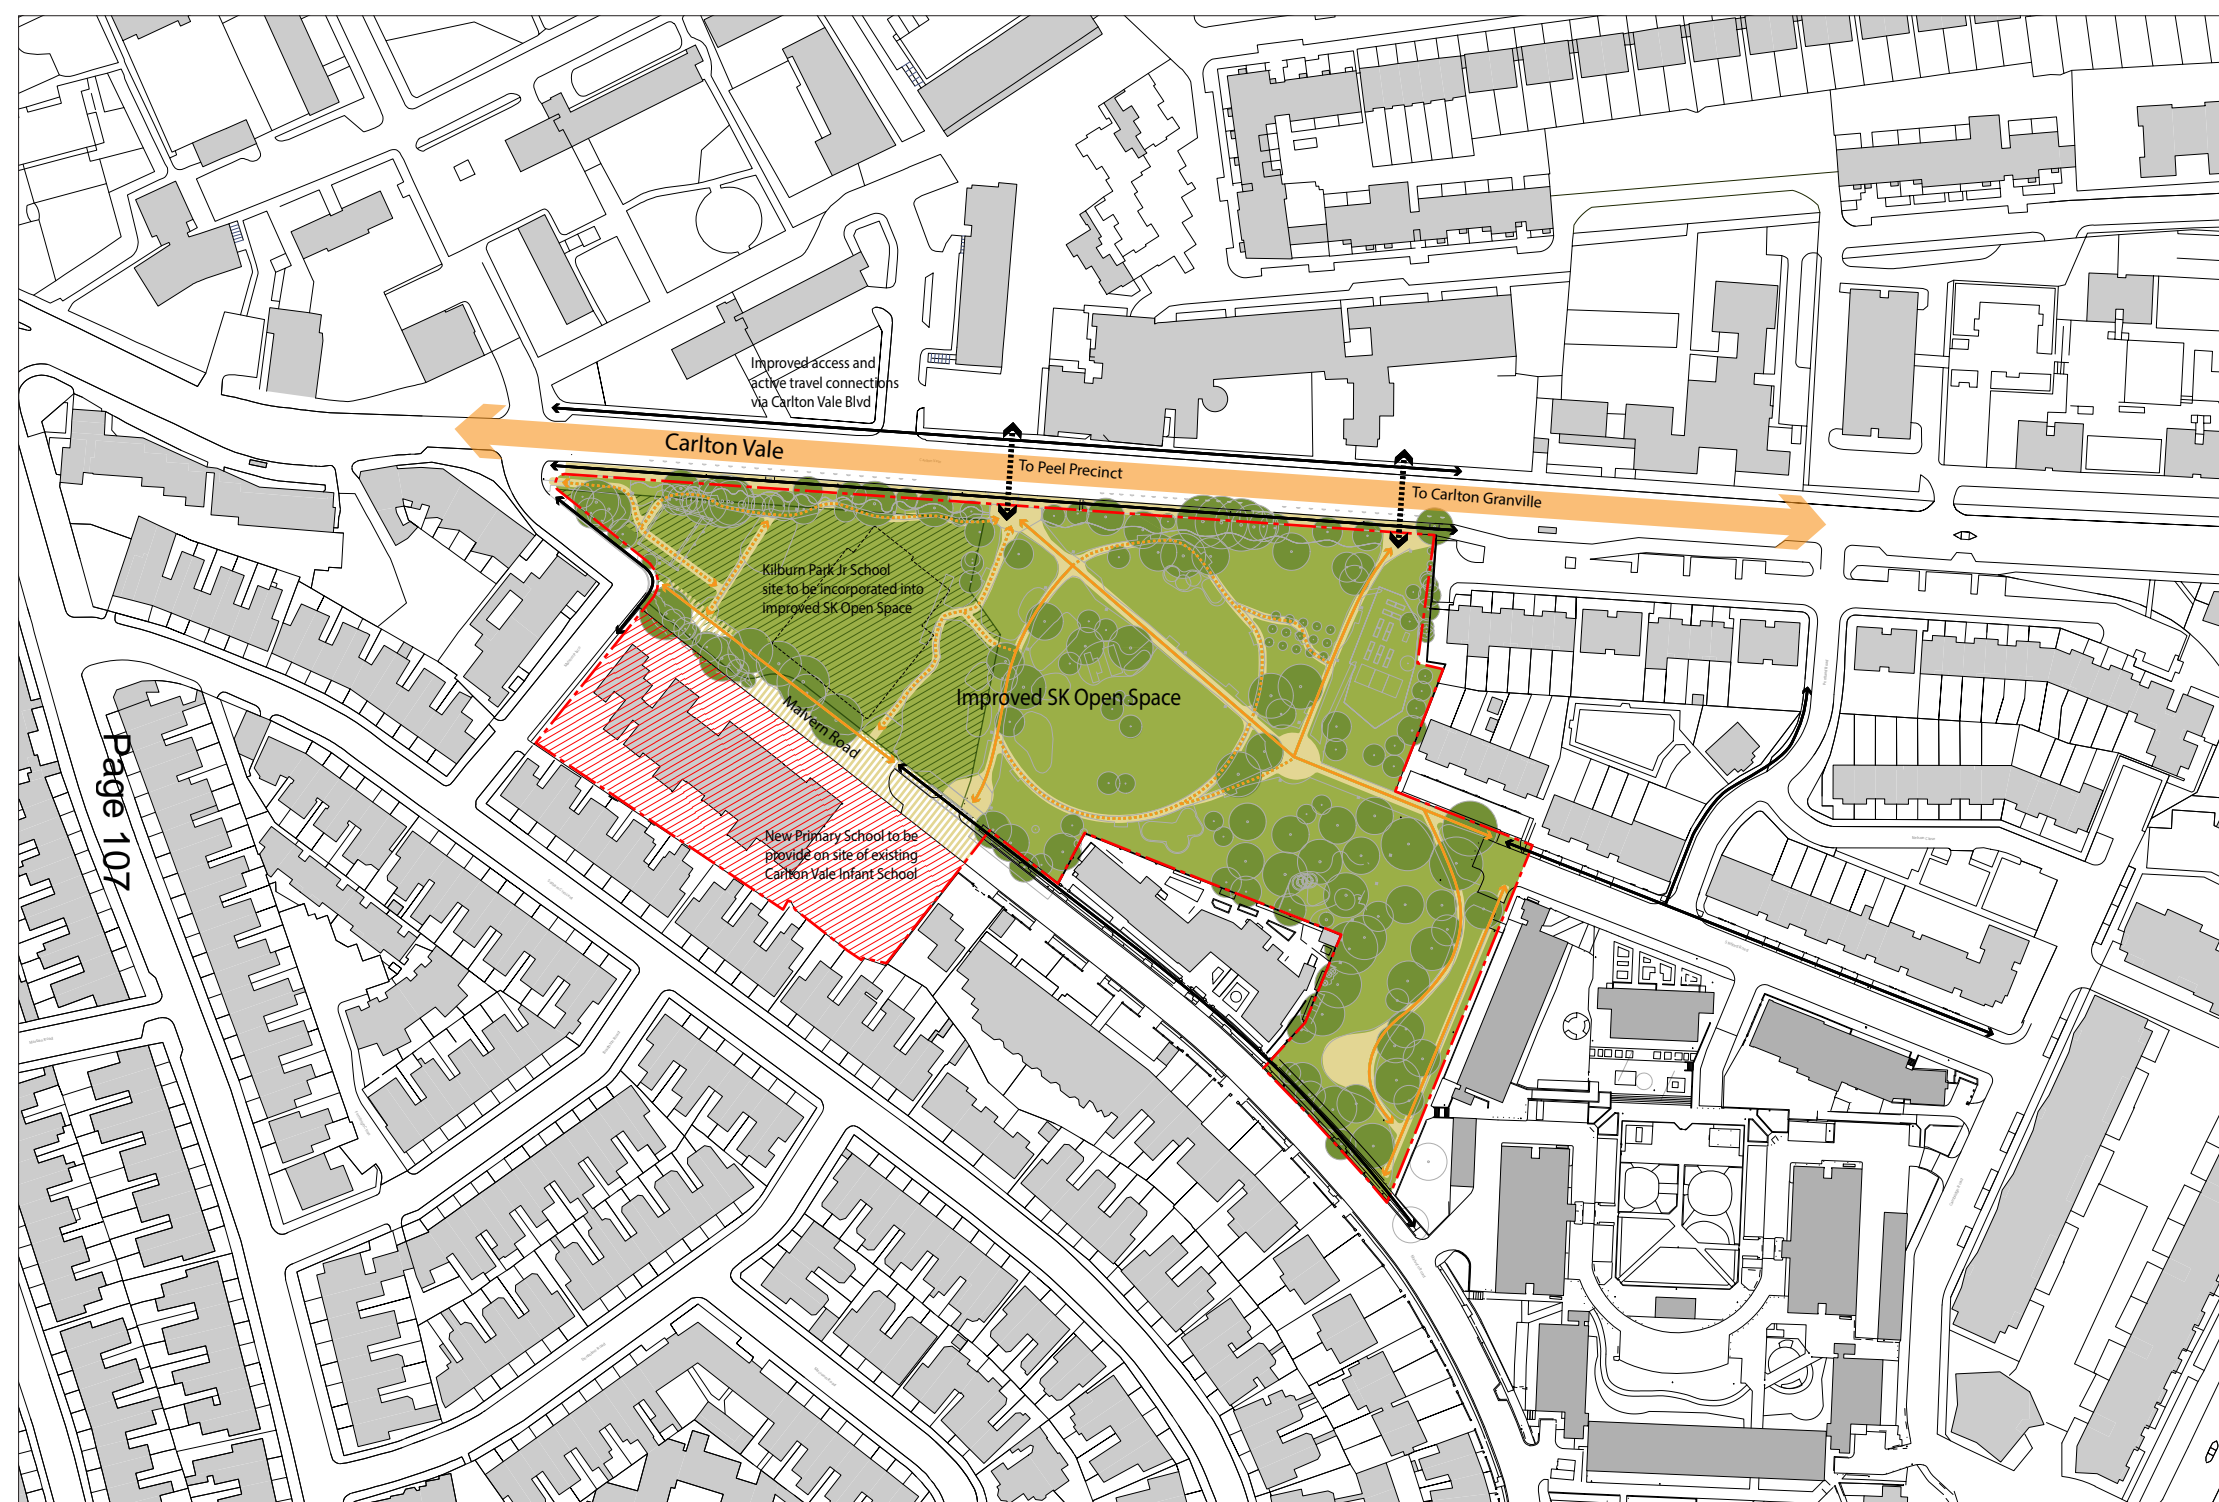 Improved access and
active travel connections
via Carlton Vale Blvd
Carlton Vale
To Peel Precinct
To Carlton Granville
Kilburn Park Jr School
site to be incorporated into
improved SK Open Space
Improved SK Open Space
Malvern Road
New Primary School to be
provide on site of existing
Carlton Vale Infant School
Page 107